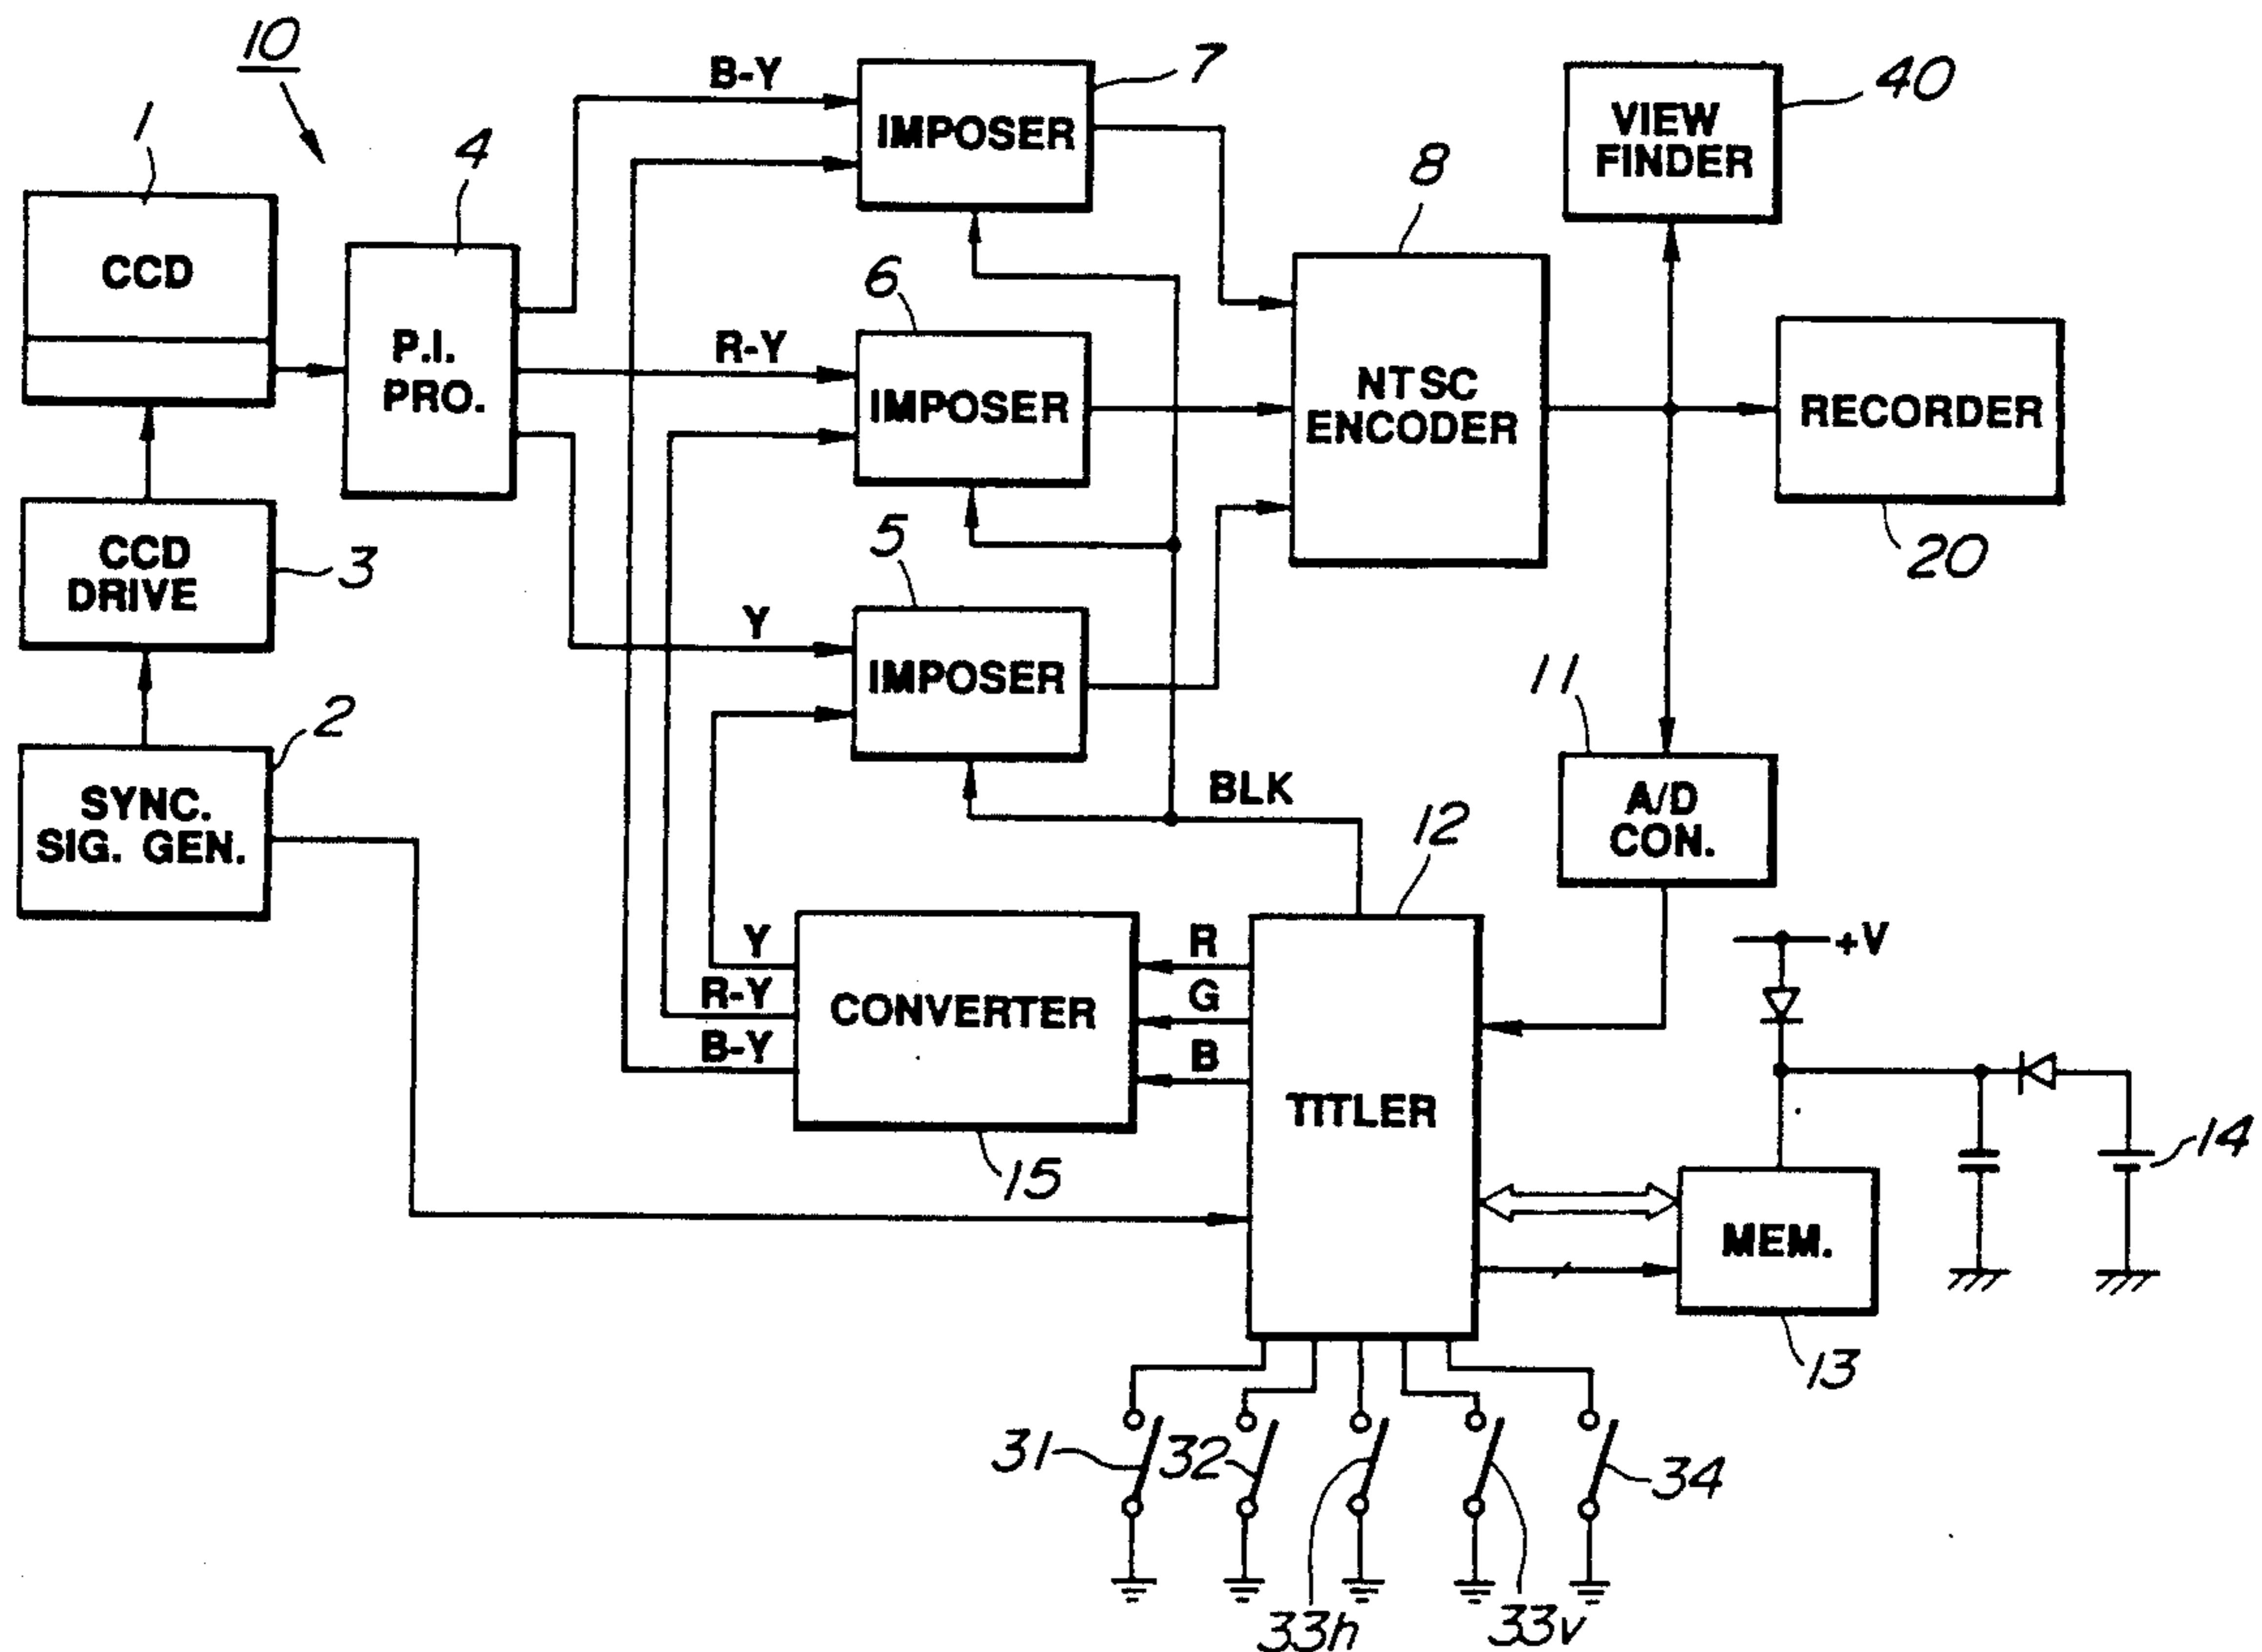 10
1
CCD
4
P.I.
PRO.
B-Y
IMPOSER
7
R-Y
6
IMPOSER
Y
5
IMPOSER
8
NTSC
ENCODER
VIEW
FINDER
40
RECORDER
20
CCD
DRIVE
3
2
SYNC.
SIG. GEN.
BLK
12
11
A/D
CON.
Y
R-Y
B-Y
CONVERTER
15
R
G
B
TITLER
+V
14
MEM.
13
31
32
33h
33v
34